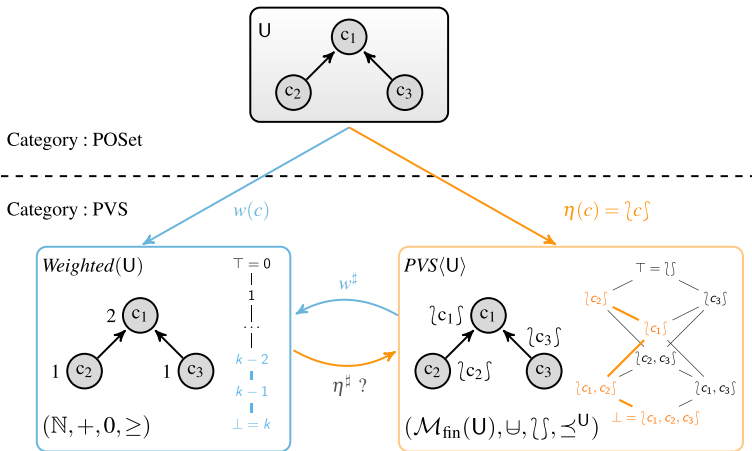 U
c₁
c₂ c₃
Category : POSet
Category : PVS
w(c)
η(c) = ⟅c⟆
Weighted(U)
2 c₁
1 c₂ 1 c₃
(ℕ, +, 0, ≥)
⊤ = 0
1
...
k − 2
k − 1
⊥ = k
w♯
η♯ ?
PVS⟨U⟩
⟅c₁⟆ c₁
⟅c₃⟆
c₂ ⟅c₂⟆ c₃
(ℳfin(U), ⊎, ⟅⟆, ⪯ᵁ)
⊤ = ⟅⟆
⟅c₂⟆ ⟅c₃⟆
⟅c₁⟆
⟅c₂, c₃⟆
⟅c₁, c₂⟆ ⟅c₁, c₃⟆
⊥ = ⟅c₁, c₂, c₃⟆